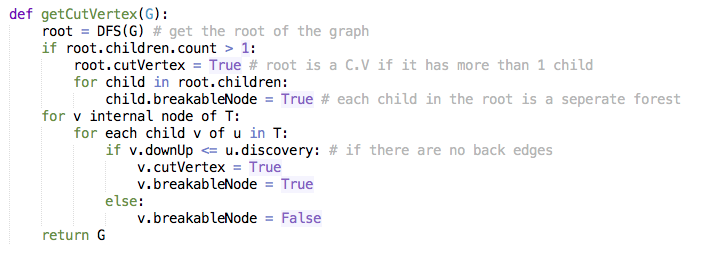 def getCutVertex(G):
    root = DFS(G) # get the root of the graph
    if root.children.count > 1:
        root.cutVertex = True # root is a C.V if it has more than 1 child
        for child in root.children:
            child.breakableNode = True # each child in the root is a seperate forest
    for v internal node of T:
        for each child v of u in T:
            if v.downUp <= u.discovery: # if there are no back edges
                v.cutVertex = True
                v.breakableNode = True
            else:
                v.breakableNode = False
    return G